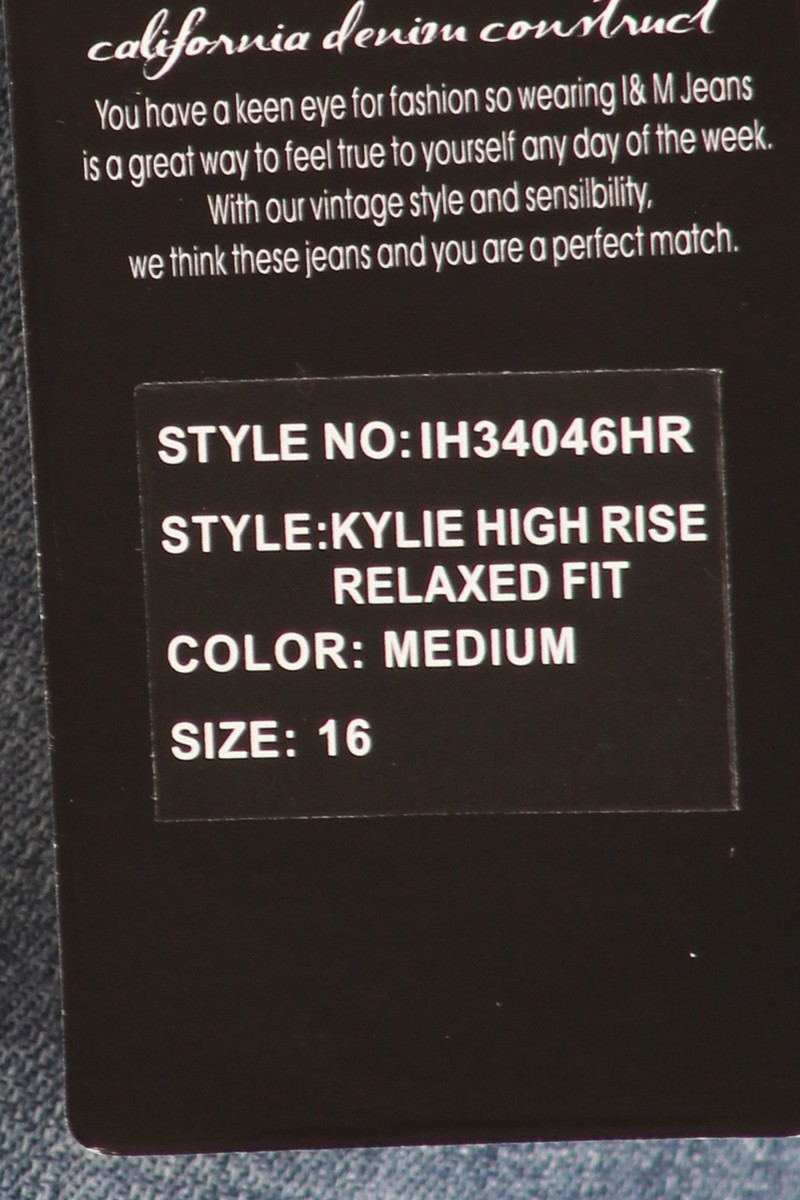 california denim construct
You have a keen eye for fashion so wearing I& M Jeans
is a great way to feel true to yourself any day of the week.
With our vintage style and sensilbility,
we think these jeans and you are a perfect match.
STYLE NO:IH34046HR
STYLE:KYLIE HIGH RISE
RELAXED FIT
COLOR: MEDIUM
SIZE: 16